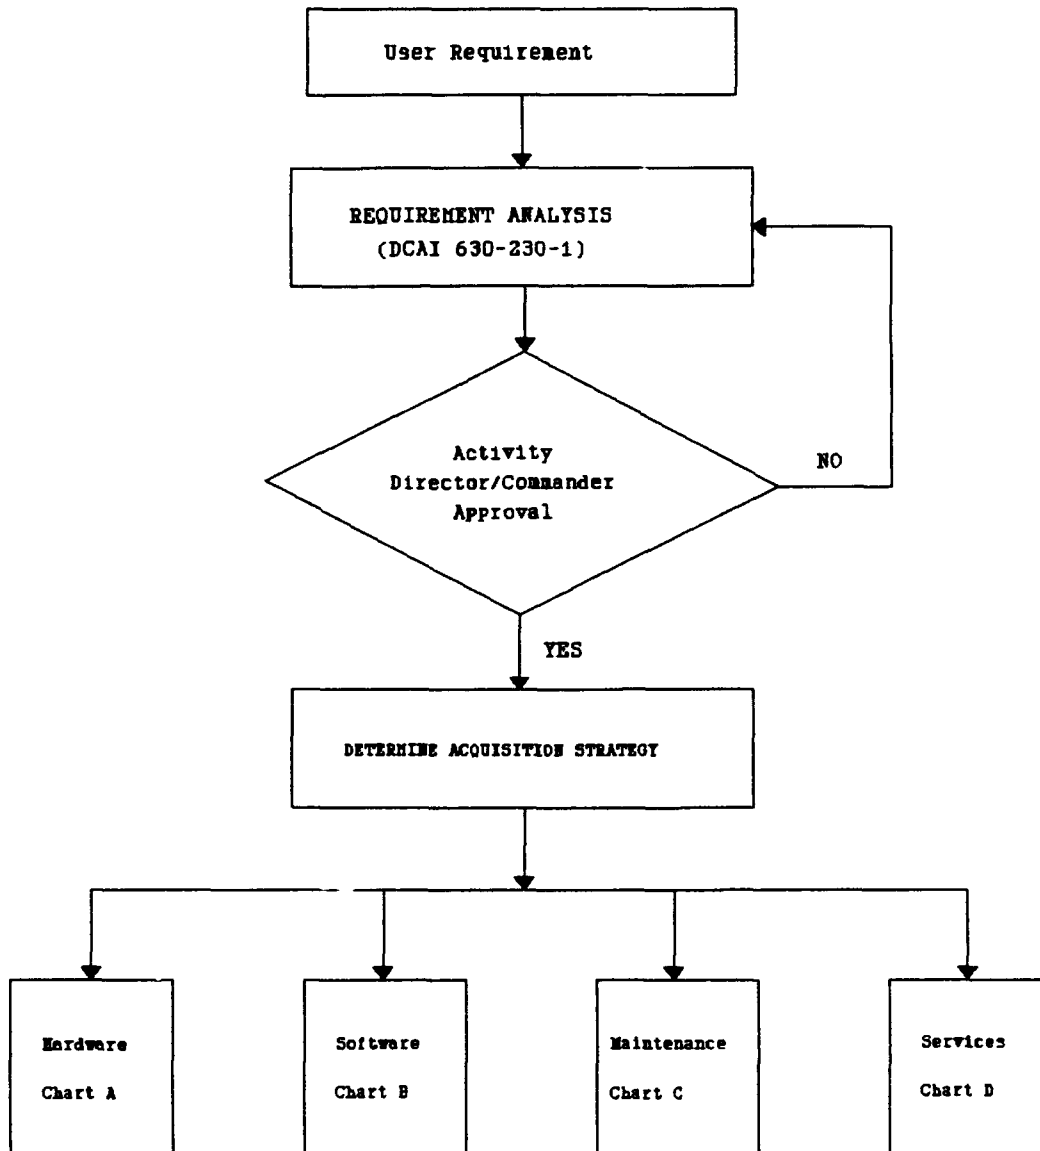 User Requirement
REQUIREMENT ANALYSIS
(DCAI 630-230-1)
Activity
Director/Commander
Approval
NO
YES
DETERMINE ACQUISITION STRATEGY
Hardware
Chart A
Software
Chart B
Maintenance
Chart C
Services
Chart D